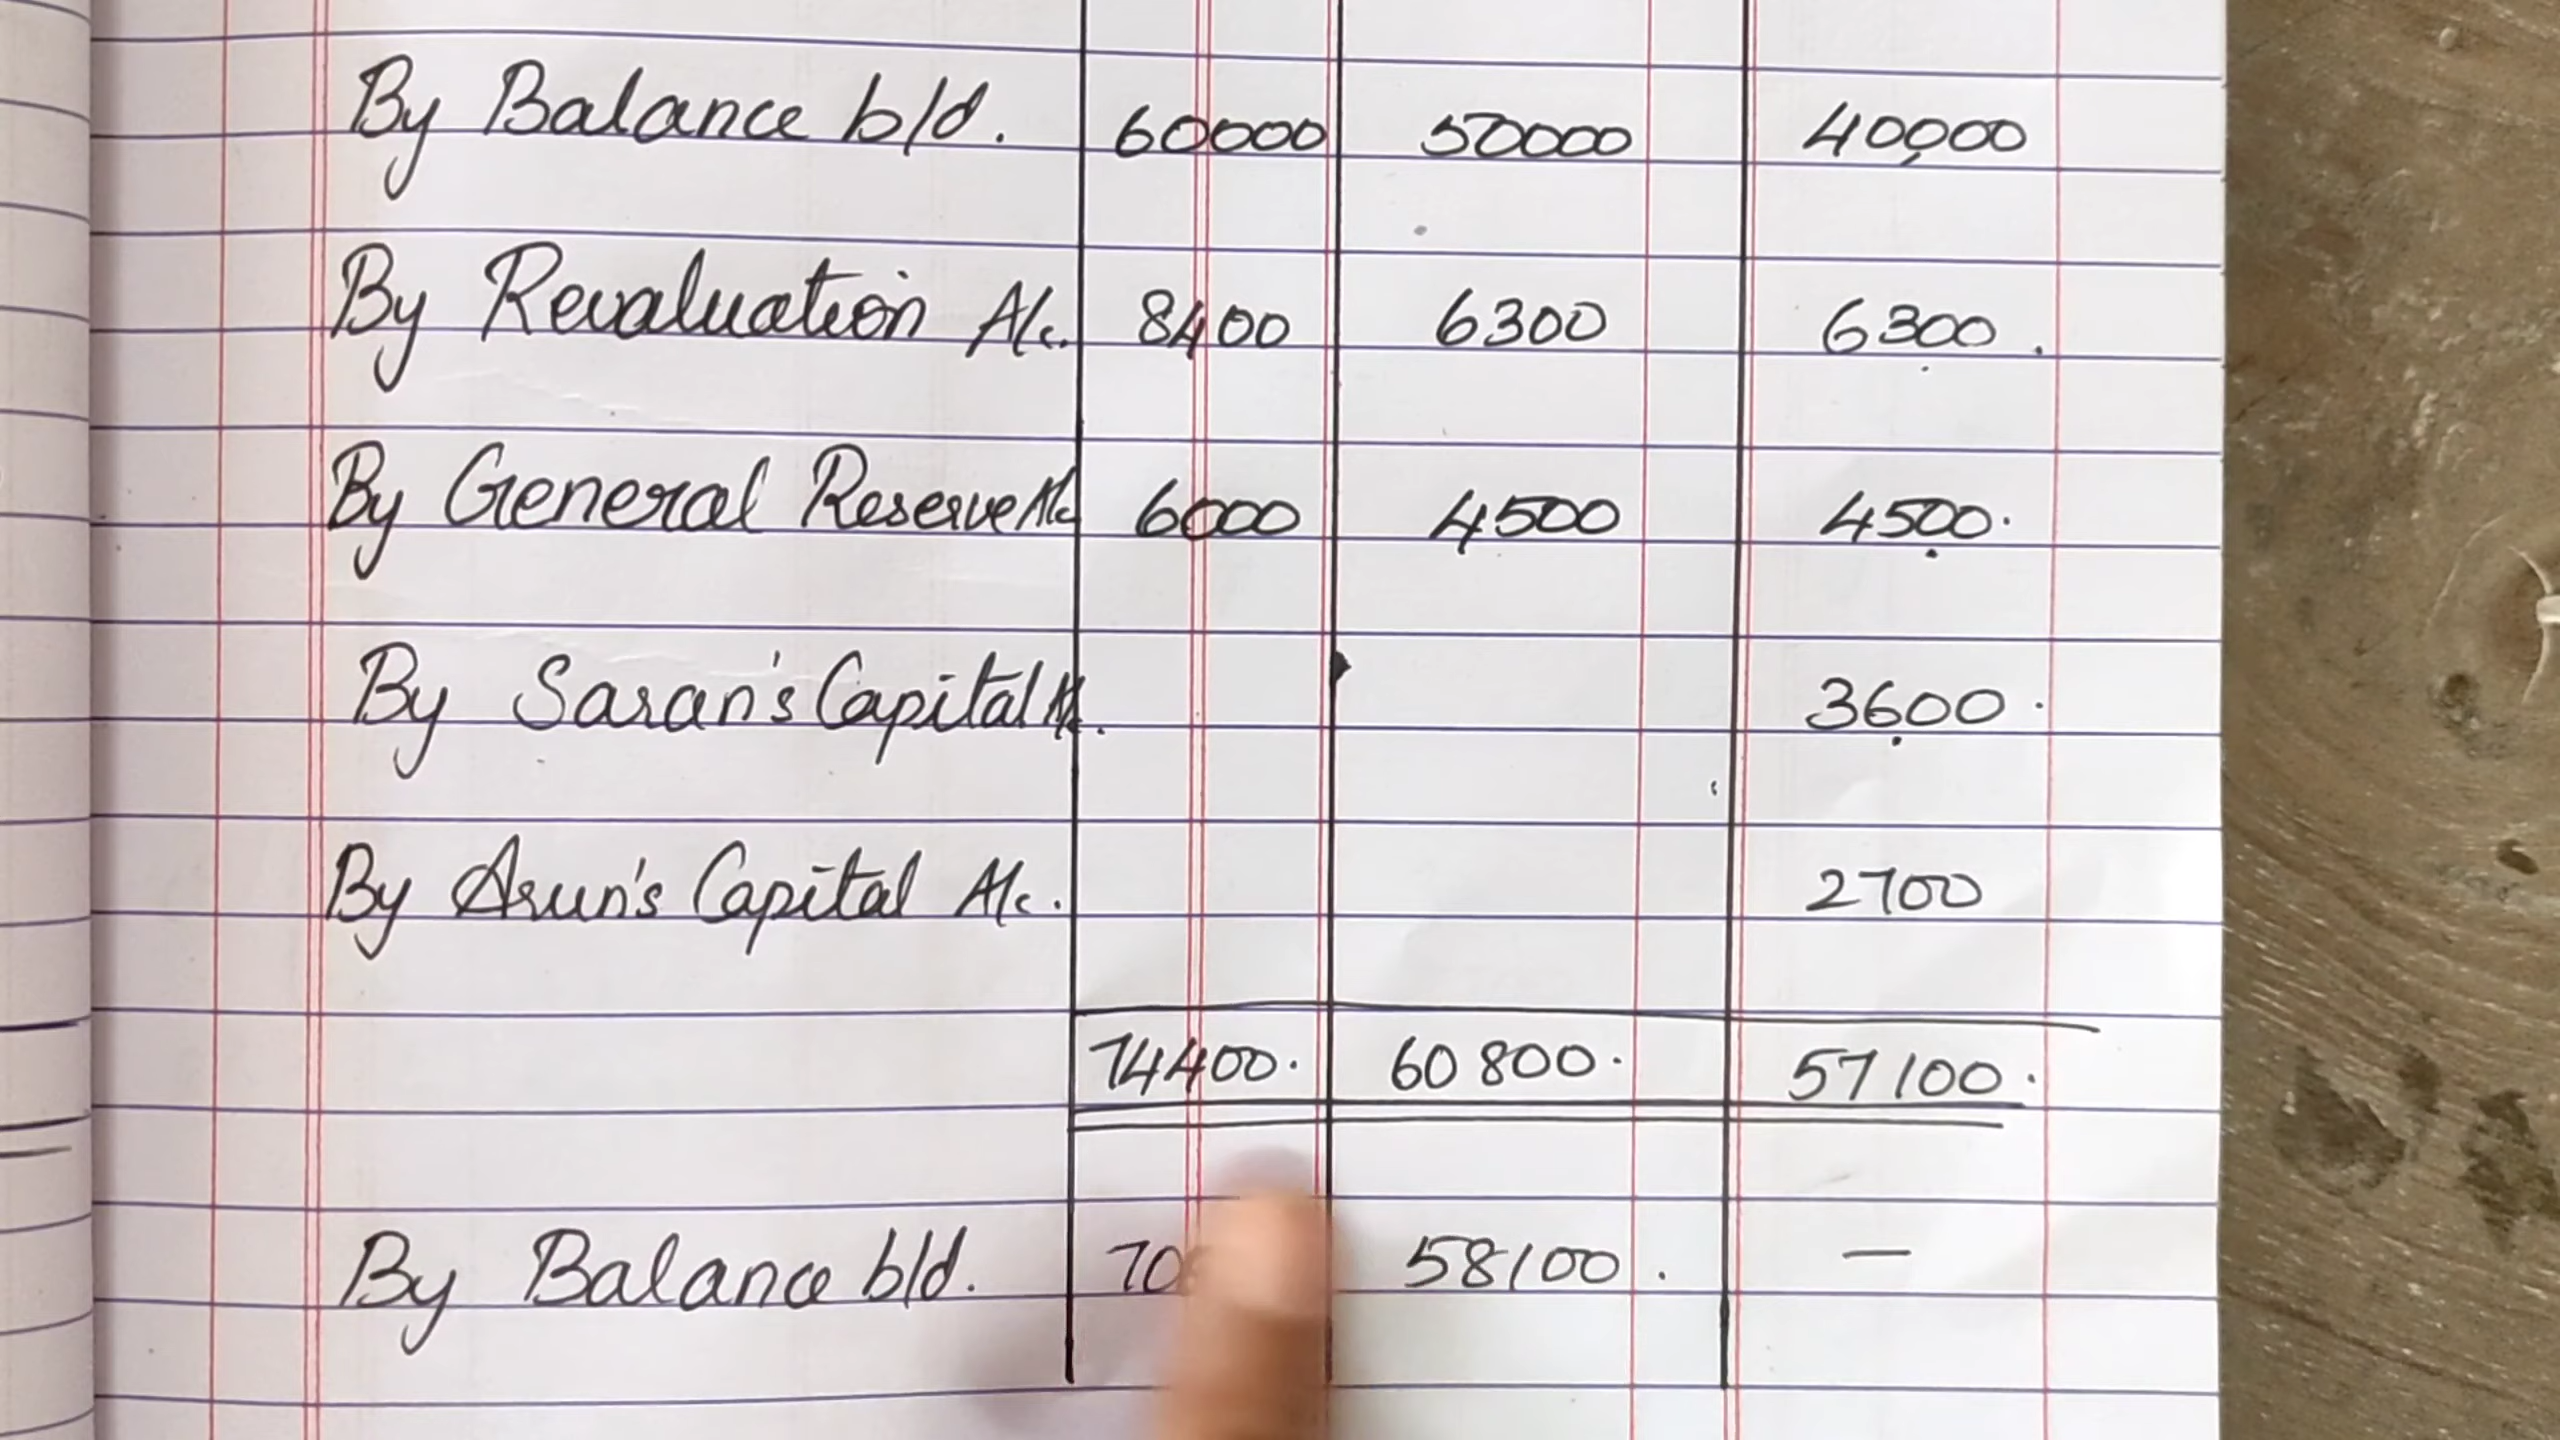 By Balance b/d. 60000 50000 40000
By Revaluation A/c. 8400 6300 6300.
By General Reserve A/c 6000 4500 4500.
By Saran's Capital A/c. 3600.
By Arun's Capital A/c. 2700
74400. 60800. 57100.
By Balance b/d. 58100. —